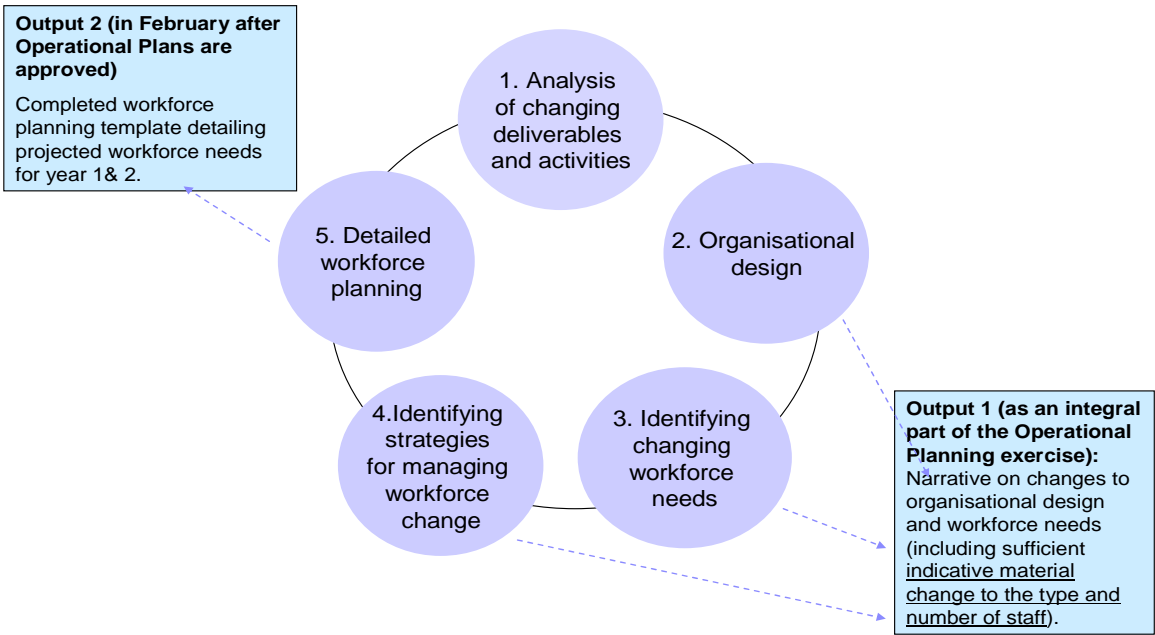 Output 2 (in February after
Operational Plans are
approved)
Completed workforce
planning template detailing
projected workforce needs
for year 1& 2.
1. Analysis
of changing
deliverables
and activities
2. Organisational
design
3. Identifying
changing
workforce
needs
4.Identifying
strategies
for managing
workforce
change
5. Detailed
workforce
planning
Output 1 (as an integral
part of the Operational
Planning exercise):
Narrative on changes to
organisational design
and workforce needs
(including sufficient
indicative material
change to the type and
number of staff).